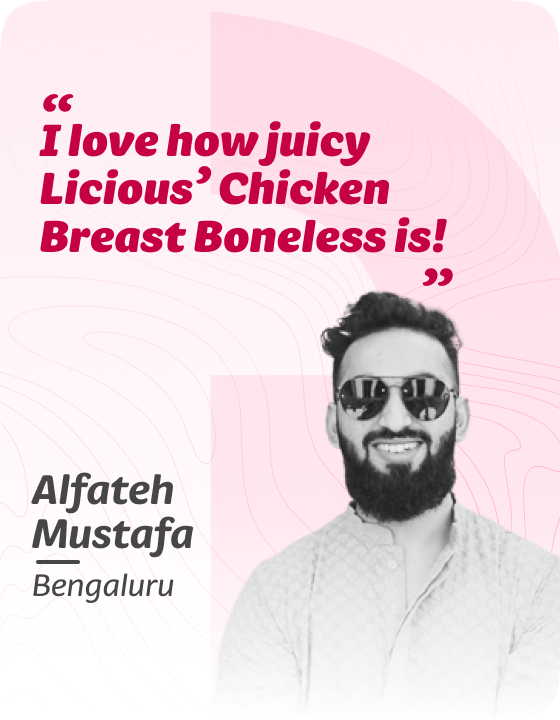 “
I love how juicy
Licious’ Chicken
Breast Boneless is!
”
Alfateh
Mustafa
Bengaluru